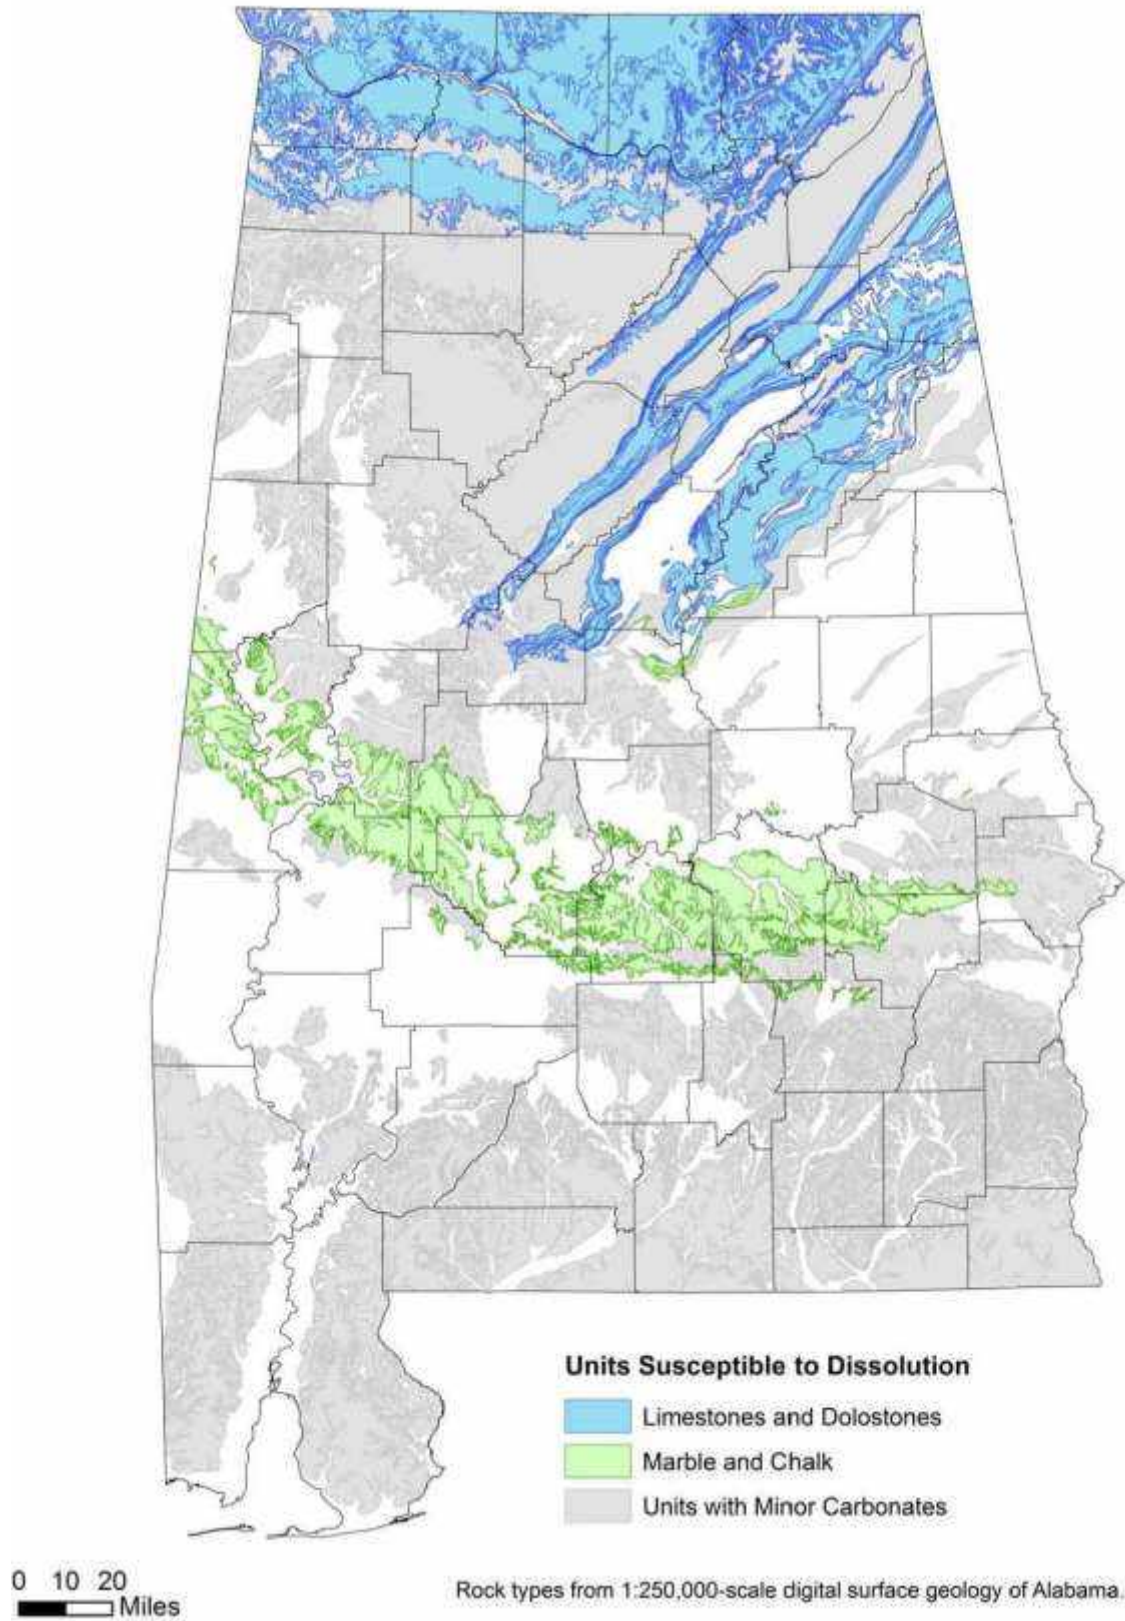 Units Susceptible to Dissolution
Limestones and Dolostones
Marble and Chalk
Units with Minor Carbonates
0 10 20
Miles
Rock types from 1:250,000-scale digital surface geology of Alabama.